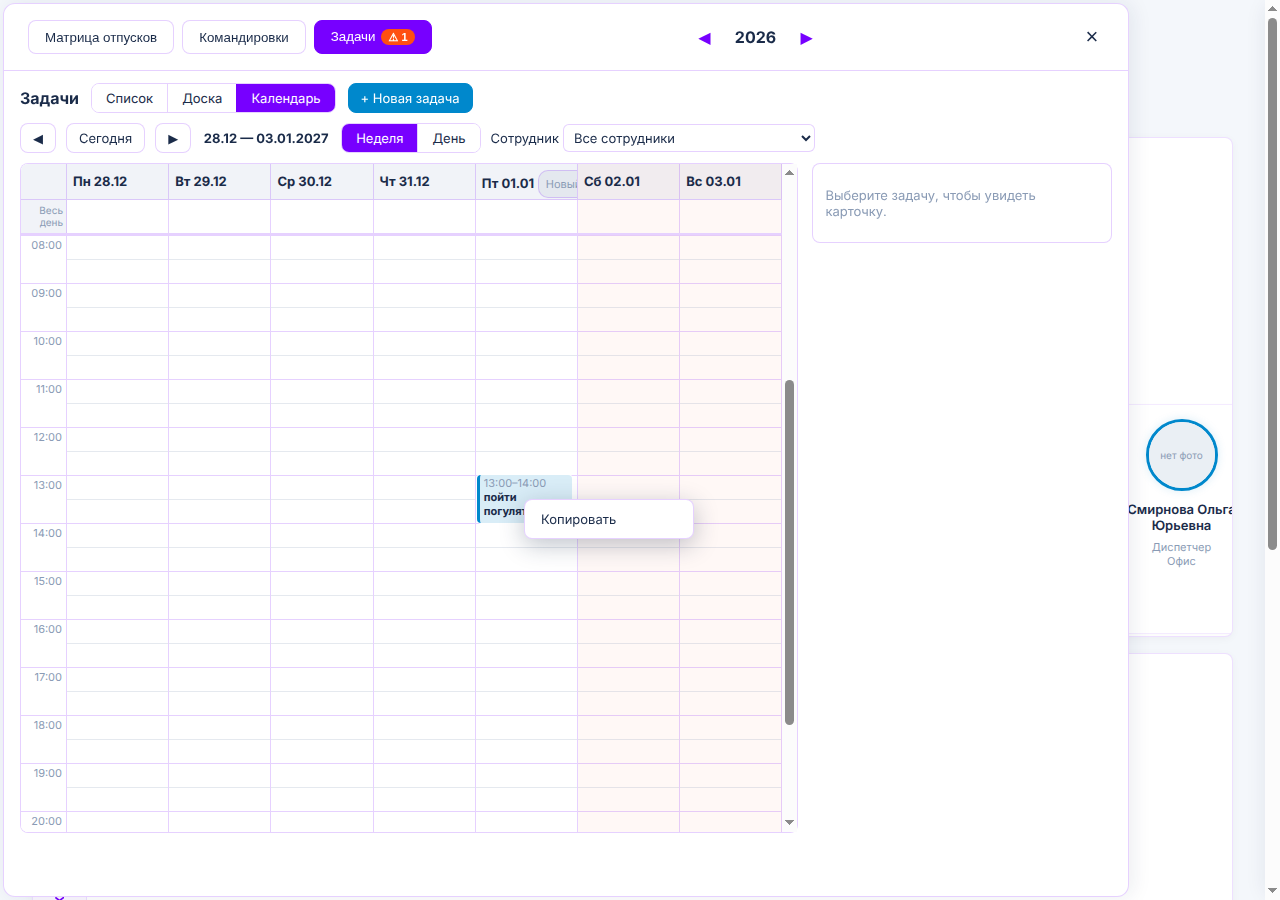 Матрица отпусков
Командировки
Задачи ⚠ 1
◀ 2026 ▶
×
Задачи
Список
Доска
Календарь
+ Новая задача
◀
Сегодня
▶
28.12 — 03.01.2027
Неделя
День
Сотрудник
Все сотрудники
Пн 28.12
Вт 29.12
Ср 30.12
Чт 31.12
Пт 01.01
Сб 02.01
Вс 03.01
Весь
день
08:00
09:00
10:00
11:00
12:00
13:00
14:00
15:00
16:00
17:00
18:00
19:00
20:00
13:00–14:00
пойти
Копировать
Выберите задачу, чтобы увидеть
карточку.
нет фото
Смирнова Ольга
Юрьевна
Диспетчер
Офис